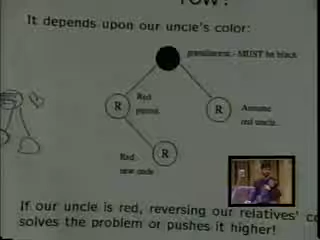 It depends upon our uncle's color:
grandparent - MUST be black
R
Red
parent.
R
Assume
red uncle.
Red
new node
R
If our uncle is red, reversing our relatives'
solves the problem or pushes it higher!